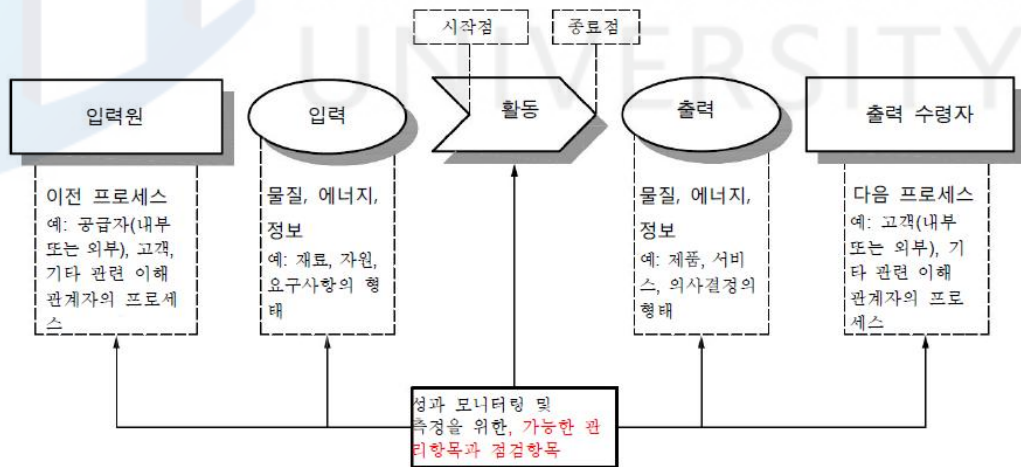 UNIVERSITY
시작점
종료점
입력원
입력
활동
출력
출력 수령자
이전 프로세스
예: 공급자(내부
또는 외부), 고객,
기타 관련 이해
관계자의 프로세
스
물질, 에너지,
정보
예: 재료, 자원,
요구사항의 형
태
물질, 에너지,
정보
예: 제품, 서비
스, 의사결정의
형태
다음 프로세스
예: 고객(내부
또는 외부), 기
타 관련 이해
관계자의 프로
세스
성과 모니터링 및
측정을 위한, 가능한 관
리항목과 점검항목